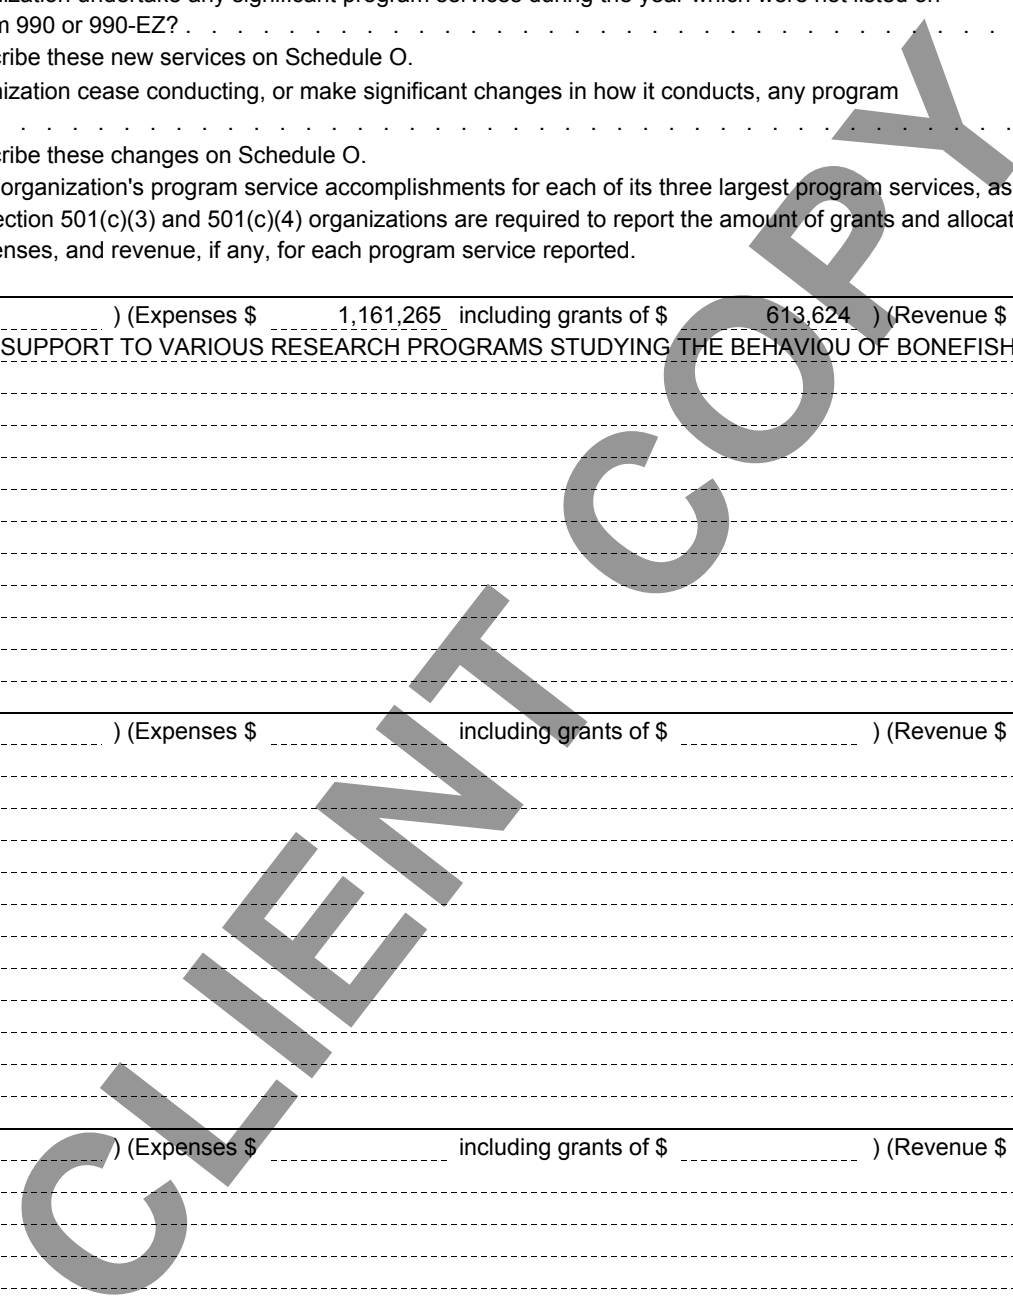 m 990 or 990-EZ? . . . . . . . . . . . . . . . . . . . . . . . . . . . . . . .
cribe these new services on Schedule O.
nization cease conducting, or make significant changes in how it conducts, any program
. . . . . . . . . . . . . . . . . . . . . . . . . . . . . . . . . . . . . .
cribe these changes on Schedule O.
organization's program service accomplishments for each of its three largest program services, as
ection 501(c)(3) and 501(c)(4) organizations are required to report the amount of grants and allocat
enses, and revenue, if any, for each program service reported.
) (Expenses $ 1,161,265 including grants of $ 613,624 ) (Revenue $
SUPPORT TO VARIOUS RESEARCH PROGRAMS STUDYING THE BEHAVIOU OF BONEFISH
) (Expenses $ including grants of $ ) (Revenue $
) (Expenses $ including grants of $ ) (Revenue $
CLIENT COPY